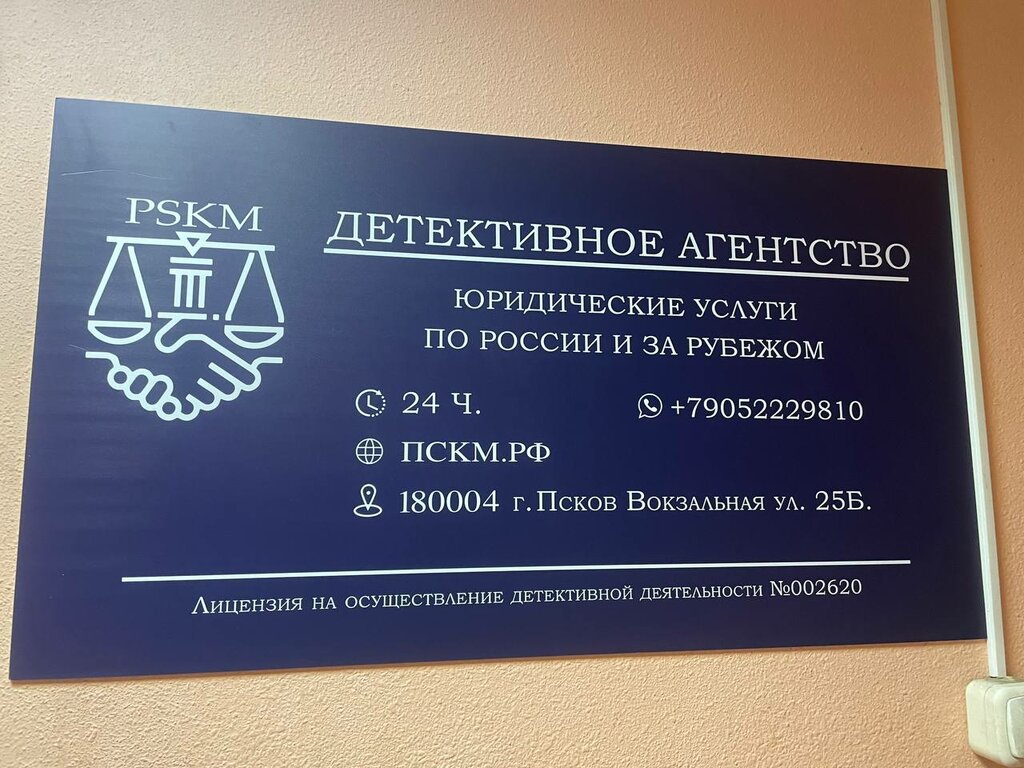 PSKM
ДЕТЕКТИВНОЕ АГЕНТСТВО
ЮРИДИЧЕСКИЕ УСЛУГИ
ПО РОССИИ И ЗА РУБЕЖОМ
24 Ч.
+79052229810
ПСКМ.РФ
180004 г. Псков Вокзальная ул. 25Б.
Лицензия на осуществление детективной деятельности №002620